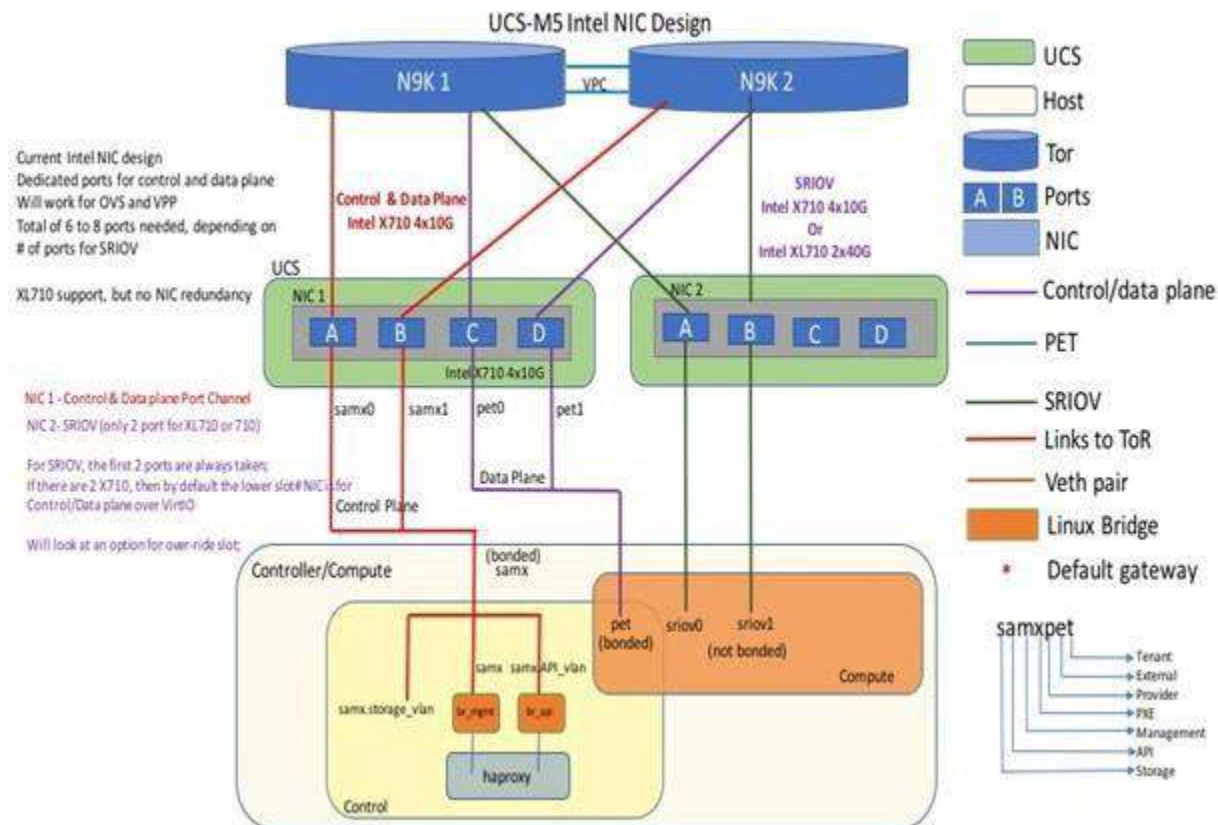 UCS-M5 Intel NIC Design
N9K 1
VPC
N9K 2
Current Intel NIC design
Dedicated ports for control and data plane
Will work for OVS and VPP
Total of 6 to 8 ports needed, depending on
# of ports for SRIOV
XL710 support, but no NIC redundancy
Control & Data Plane
Intel X710 4x10G
SRIOV
Intel X710 4x10G
Or
Intel XL710 2x40G
UCS
NIC 1
A
B
C
D
Intel X710 4x10G
NIC 2
A
B
C
D
NIC 1 - Control & Data plane Port Channel
NIC 2- SRIOV (only 2 port for XL710 or 710)
For SRIOV, the first 2 ports are always taken;
If there are 2 X710, then by default the lower slot# NIC is for
Control/Data plane over VirtIO
Will look at an option for over-ride slot;
samx0
samx1
pet0
pet1
Data Plane
Control Plane
Controller/Compute
(bonded)
samx
pet
(bonded)
sriov0
sriov1
(not bonded)
Compute
samx
samx.API_vlan
samx.storage_vlan
br_mgmt
br_api
haproxy
Control
UCS
Host
Tor
A
B
Ports
NIC
Control/data plane
PET
SRIOV
Links to ToR
Veth pair
Linux Bridge
* Default gateway
samxpet
Tenant
External
Provider
PXE
Management
API
Storage